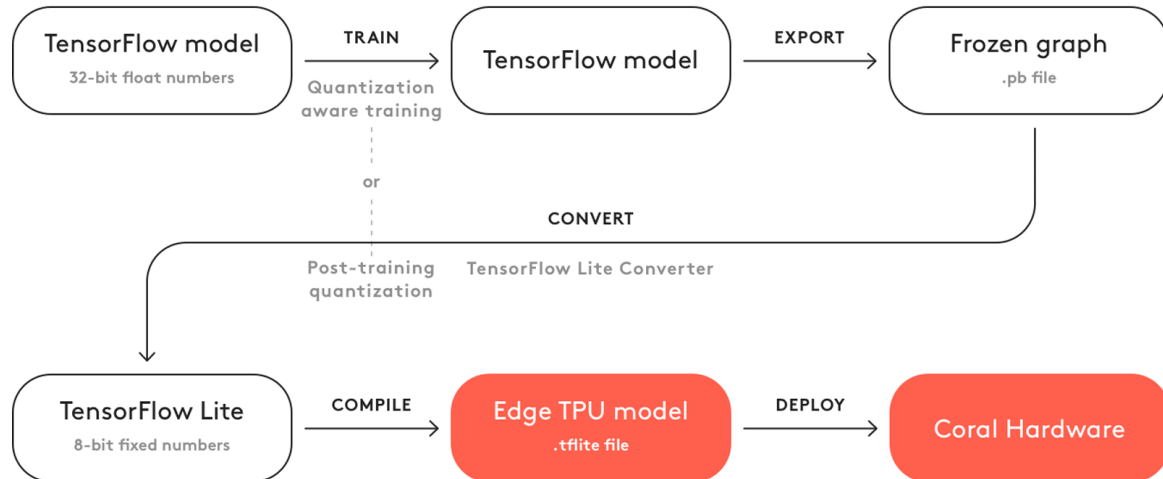 TensorFlow model
32-bit float numbers
TRAIN
Quantization
aware training
TensorFlow model
EXPORT
Frozen graph
.pb file
or
CONVERT
Post-training
quantization
TensorFlow Lite Converter
TensorFlow Lite
8-bit fixed numbers
COMPILE
Edge TPU model
.tflite file
DEPLOY
Coral Hardware